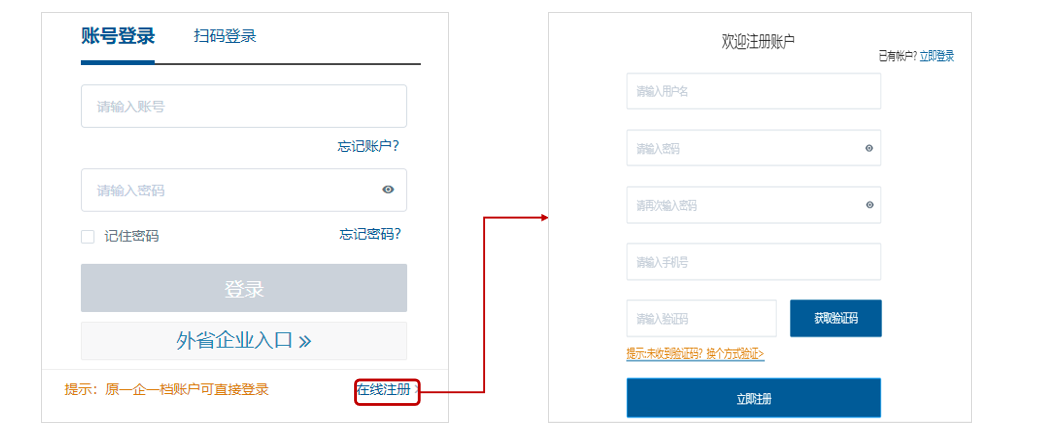 账号登录 扫码登录
请输入账号
忘记账户?
请输入密码
记住密码 忘记密码?
登录
外省企业入口 »
提示：原一企一档账户可直接登录 在线注册 >
欢迎注册账户
已有帐户? 立即登录
请输入用户名
请输入密码
请再次输入密码
请输入手机号
请输入验证码 获取验证码
提示:未收到验证码? 换个方式验证>
立即注册